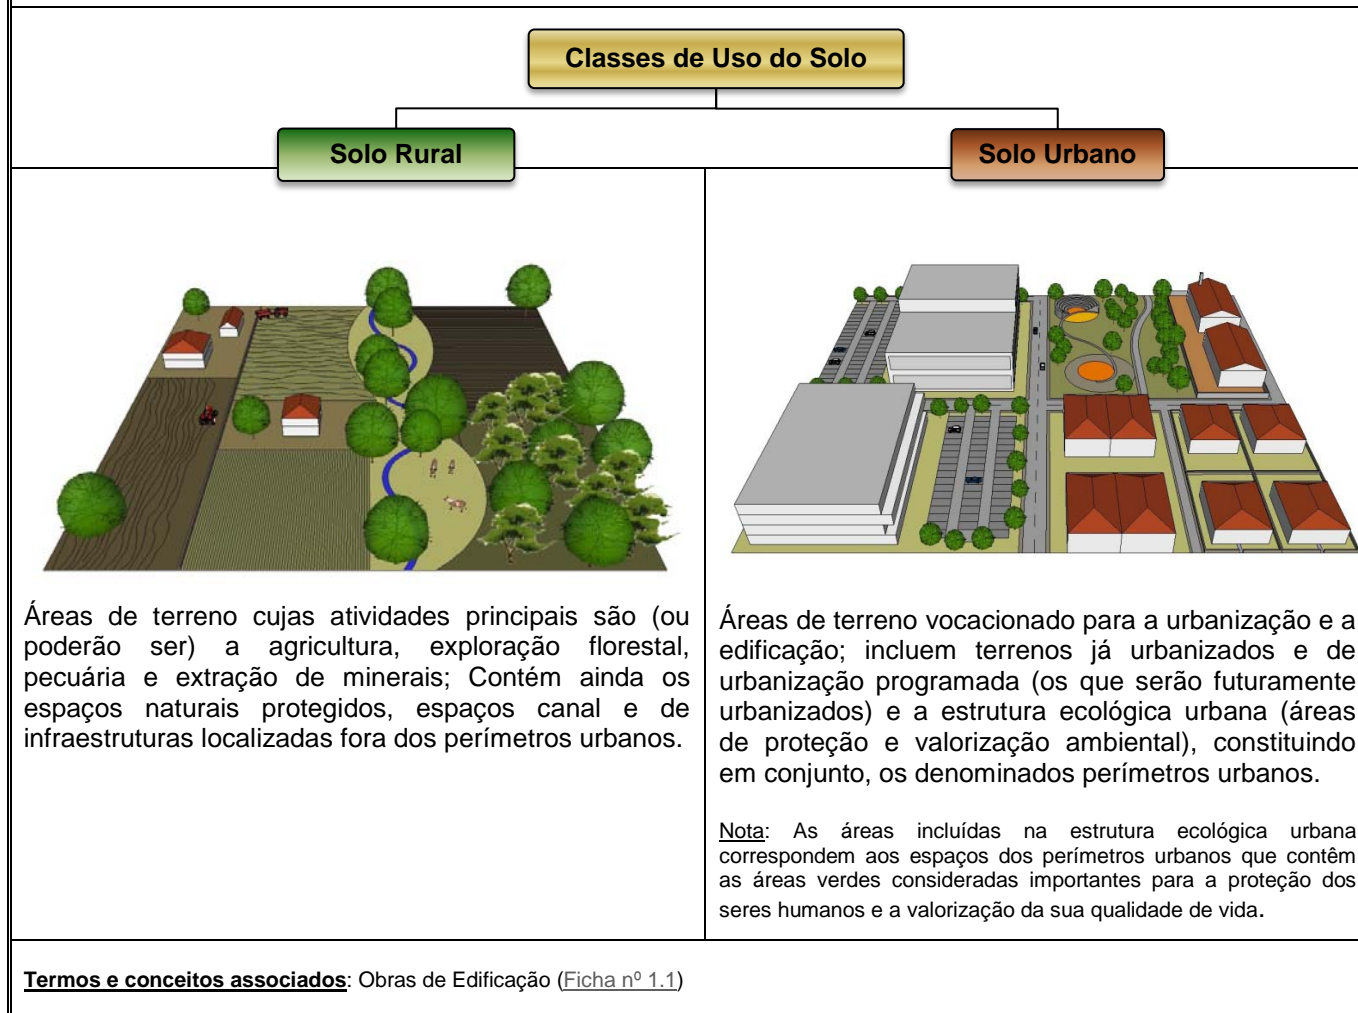 Classes de Uso do Solo
Solo Rural
Solo Urbano
Áreas de terreno cujas atividades principais são (ou
poderão ser) a agricultura, exploração florestal,
pecuária e extração de minerais; Contém ainda os
espaços naturais protegidos, espaços canal e de
infraestruturas localizadas fora dos perímetros urbanos.
Áreas de terreno vocacionado para a urbanização e a
edificação; incluem terrenos já urbanizados e de
urbanização programada (os que serão futuramente
urbanizados) e a estrutura ecológica urbana (áreas
de proteção e valorização ambiental), constituindo
em conjunto, os denominados perímetros urbanos.
Nota: As áreas incluídas na estrutura ecológica urbana
correspondem aos espaços dos perímetros urbanos que contêm
as áreas verdes consideradas importantes para a proteção dos
seres humanos e a valorização da sua qualidade de vida.
Termos e conceitos associados: Obras de Edificação (Ficha nº 1.1)